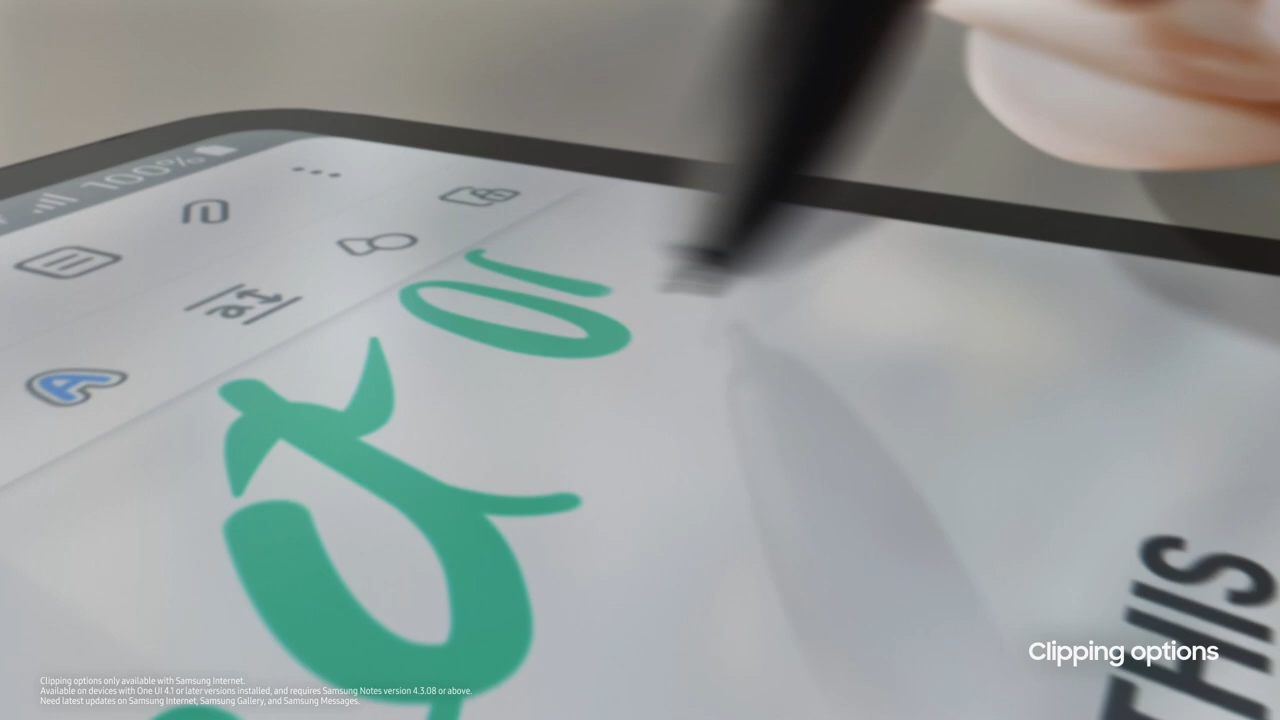 100%
a
A
THIS
Clipping options
Clipping options only available with Samsung Internet.
Available on devices with One UI 4.1 or later versions installed, and requires Samsung Notes version 4.3.08 or above.
Need latest updates on Samsung Internet, Samsung Gallery, and Samsung Messages.